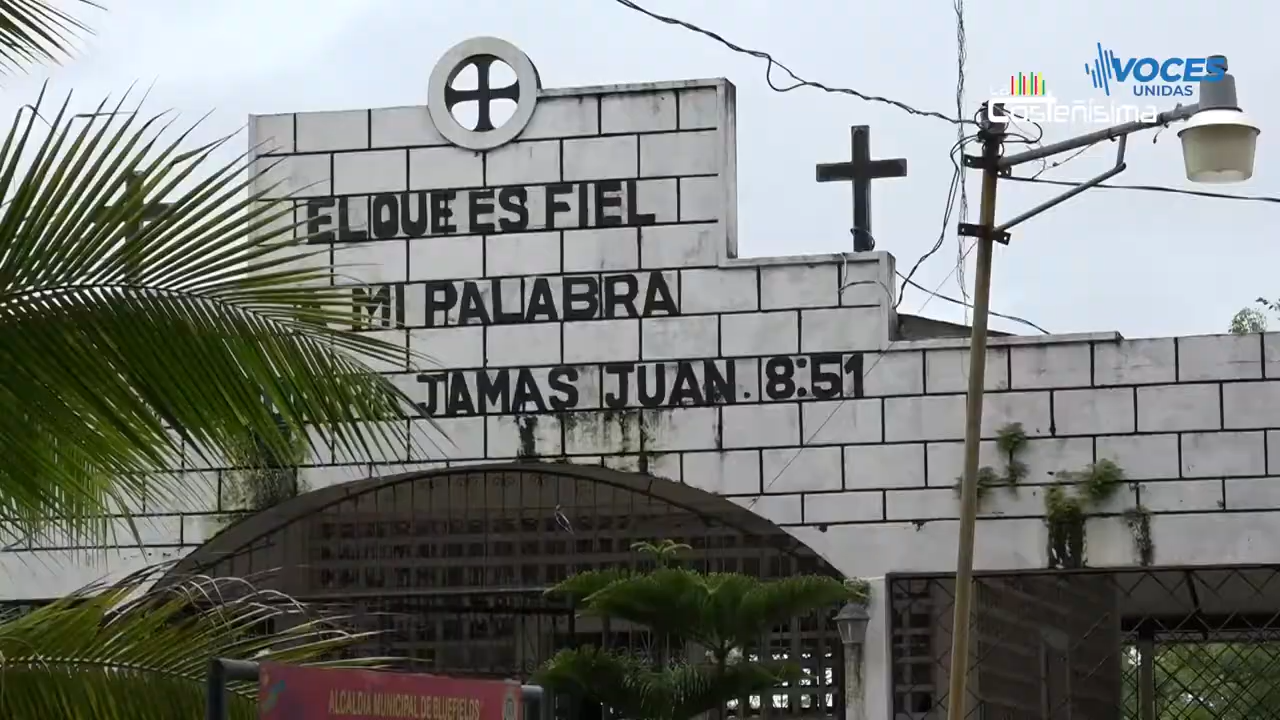 VOCES
UNIDAS
La
Costeñísima
EL QUE ES FIEL
MI PALABRA
JAMAS JUAN. 8:51
ALCALDIA MUNICIPAL DE BLUEFIELDS